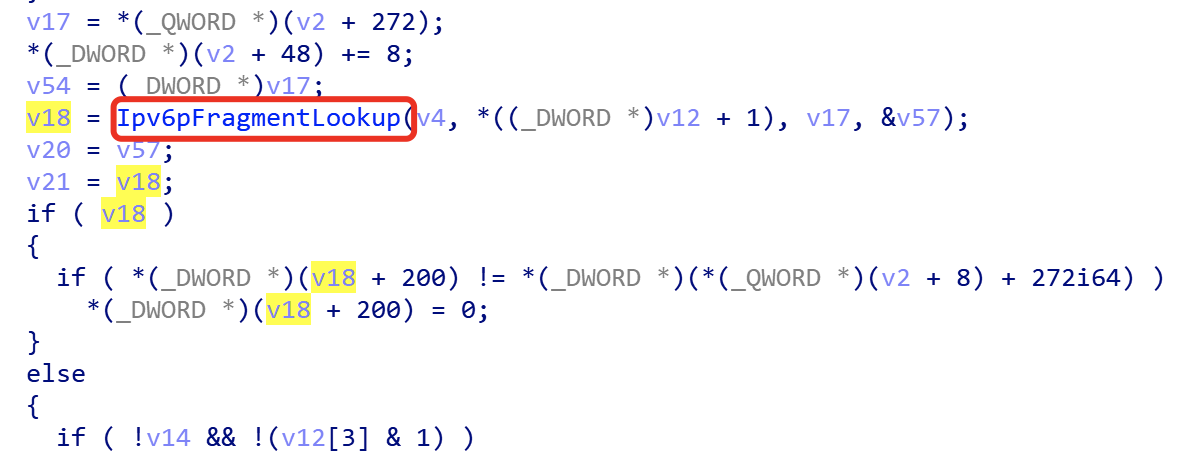 v17 = *(_QWORD *)(v2 + 272);
*(_DWORD *)(v2 + 48) += 8;
v54 = (_DWORD *)v17;
v18 = Ipv6pFragmentLookup(v4, *((_DWORD *)v12 + 1), v17, &v57);
v20 = v57;
v21 = v18;
if ( v18 )
{
  if ( *(_DWORD *)(v18 + 200) != *(_DWORD *)(*(_QWORD *)(v2 + 8) + 272i64) )
    *(_DWORD *)(v18 + 200) = 0;
}
else
{
  if ( !v14 && !(v12[3] & 1) )